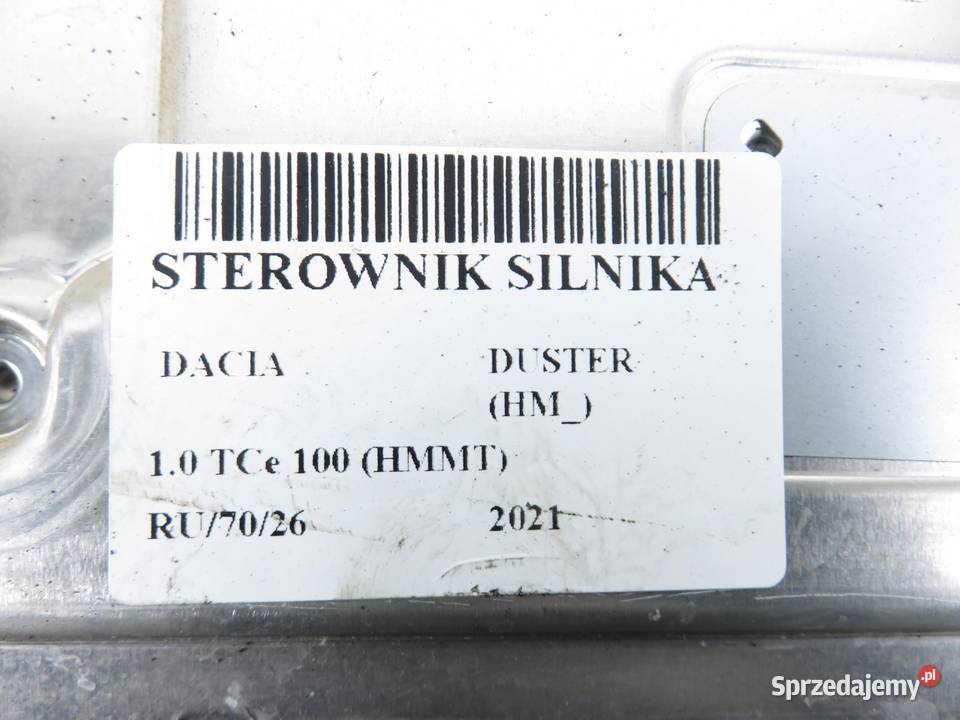 STEROWNIK SILNIKA
DACIA DUSTER
(HM_)
1.0 TCe 100 (HMMT)
RU/70/26 2021
Sprzedajemy.pl